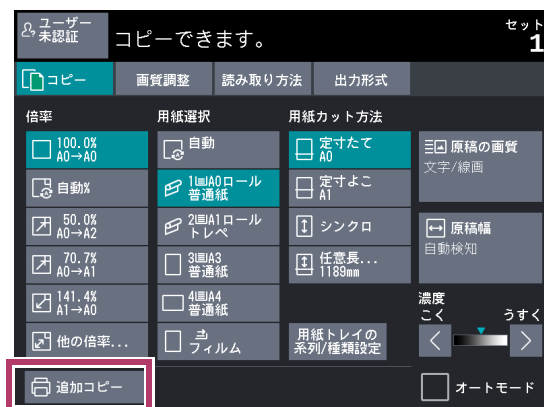 ユーザー
未認証
コピーできます。
セット
1
コピー
画質調整
読み取り方法
出力形式
倍率
100.0%
A0→A0
自動%
50.0%
A0→A2
70.7%
A0→A1
141.4%
A1→A0
他の倍率...
用紙選択
自動
1 A0ロール
普通紙
2 A1ロール
トレペ
3 A3
普通紙
4 A4
普通紙
フィルム
用紙カット方法
定寸たて
A0
定寸よこ
A1
シンクロ
任意長...
1189mm
用紙トレイの
系列/種類設定
原稿の画質
文字/線画
原稿幅
自動検知
濃度
こく うすく
追加コピー
オートモード